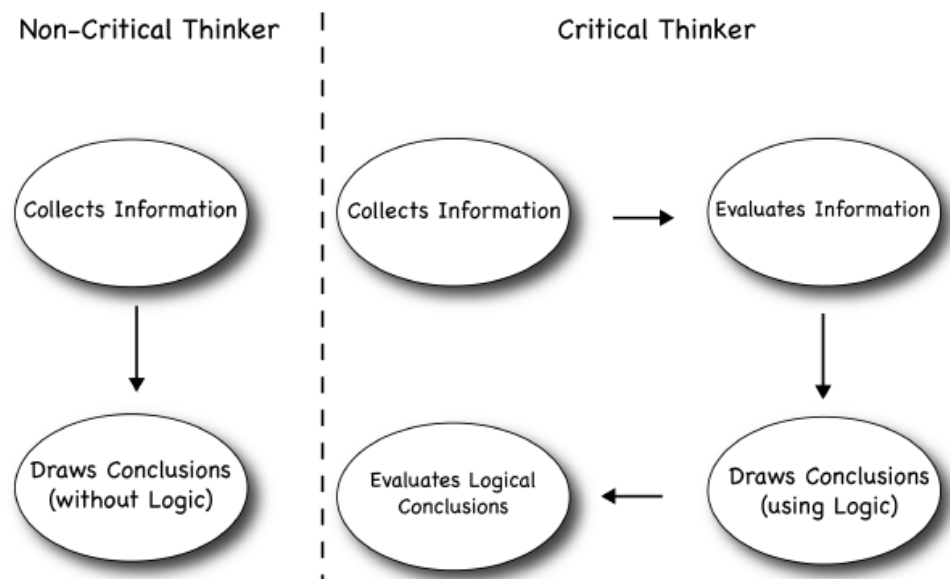 Non-Critical Thinker
Critical Thinker
Collects Information
Collects Information
Evaluates Information
Draws Conclusions
(without Logic)
Evaluates Logical
Conclusions
Draws Conclusions
(using Logic)